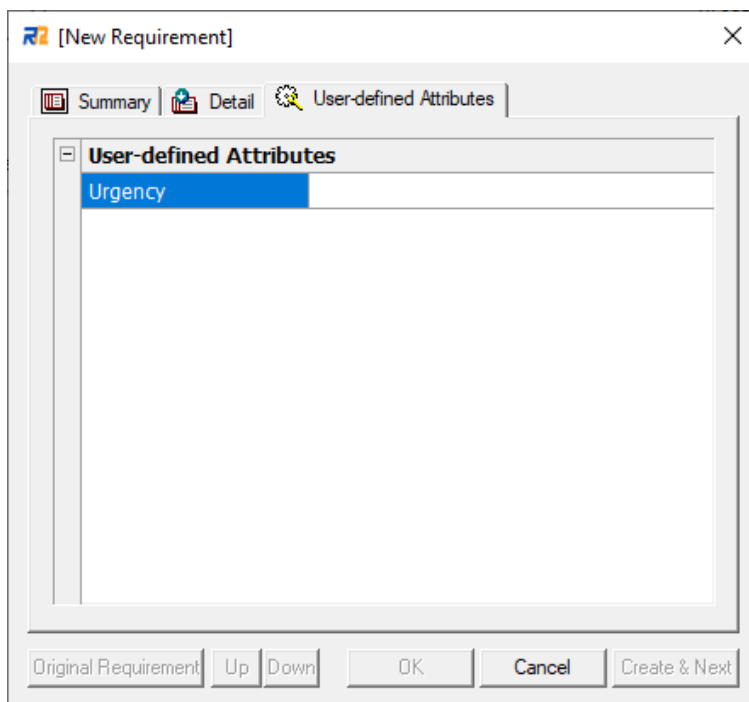 [New Requirement]
Summary Detail User-defined Attributes
User-defined Attributes
Urgency
Original Requirement Up Down OK Cancel Create & Next